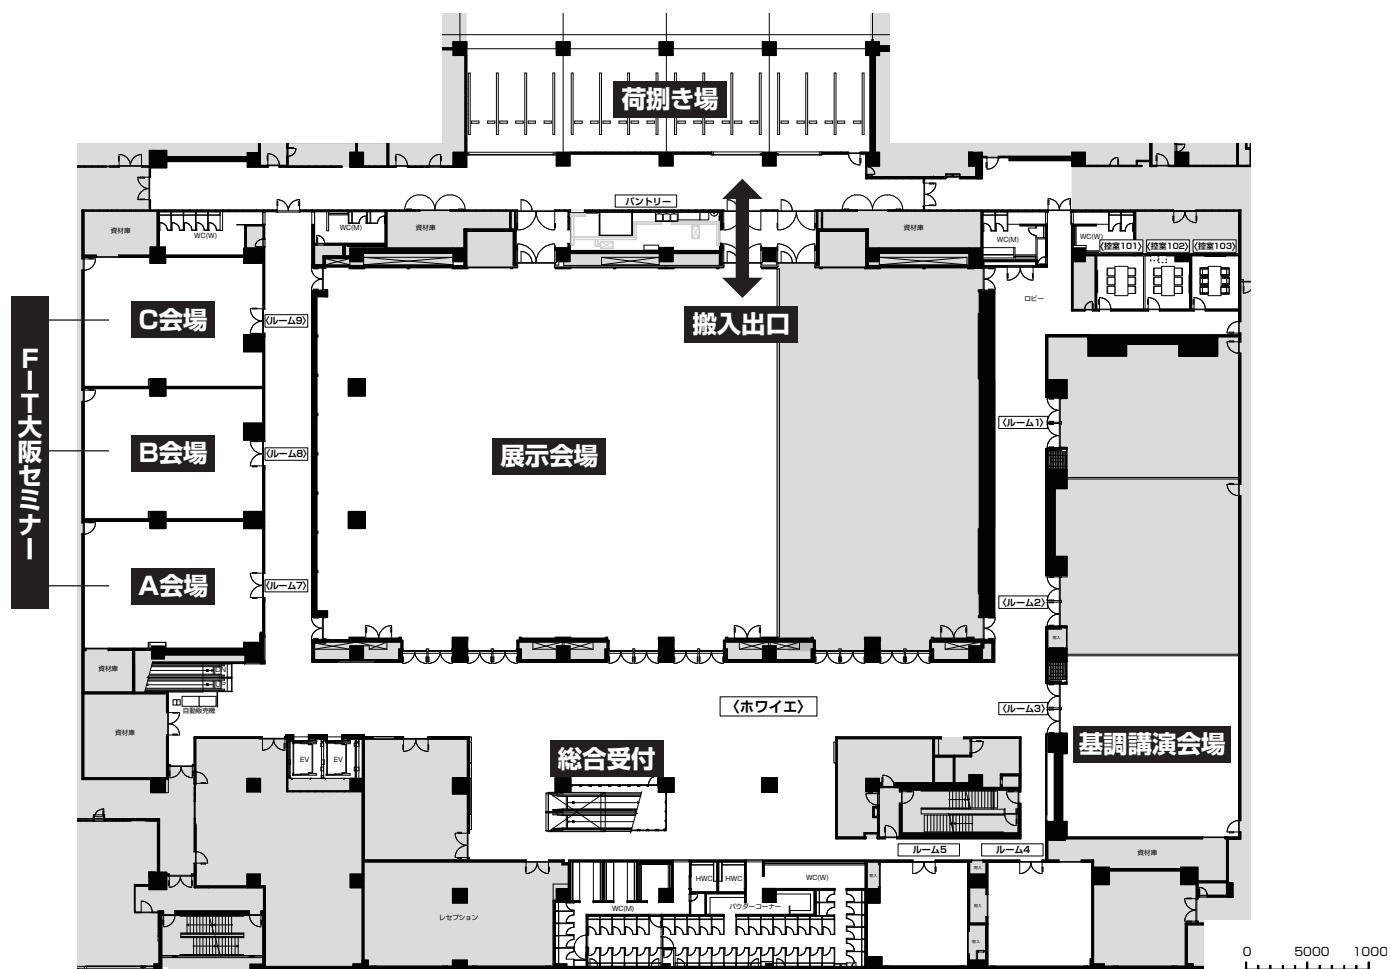 荷捌き場
パントリー
資材庫
WC(W)
WC(M)
資材庫
資材庫
WC(M)
WC(W)
〈控室101〉
〈控室102〉
〈控室103〉
搬入出口
ロビー
FIT大阪セミナー
C会場
〈ルーム9〉
B会場
〈ルーム8〉
A会場
〈ルーム7〉
展示会場
〈ルーム1〉
〈ルーム2〉
〈ルーム3〉
資材庫
自動販売機
資材庫
〈ホワイエ〉
基調講演会場
総合受付
EV
EV
ルーム5
ルーム4
資材庫
HWC
HWC
WC(W)
WC(M)
パウダーコーナー
レセプション
0 5000 1000